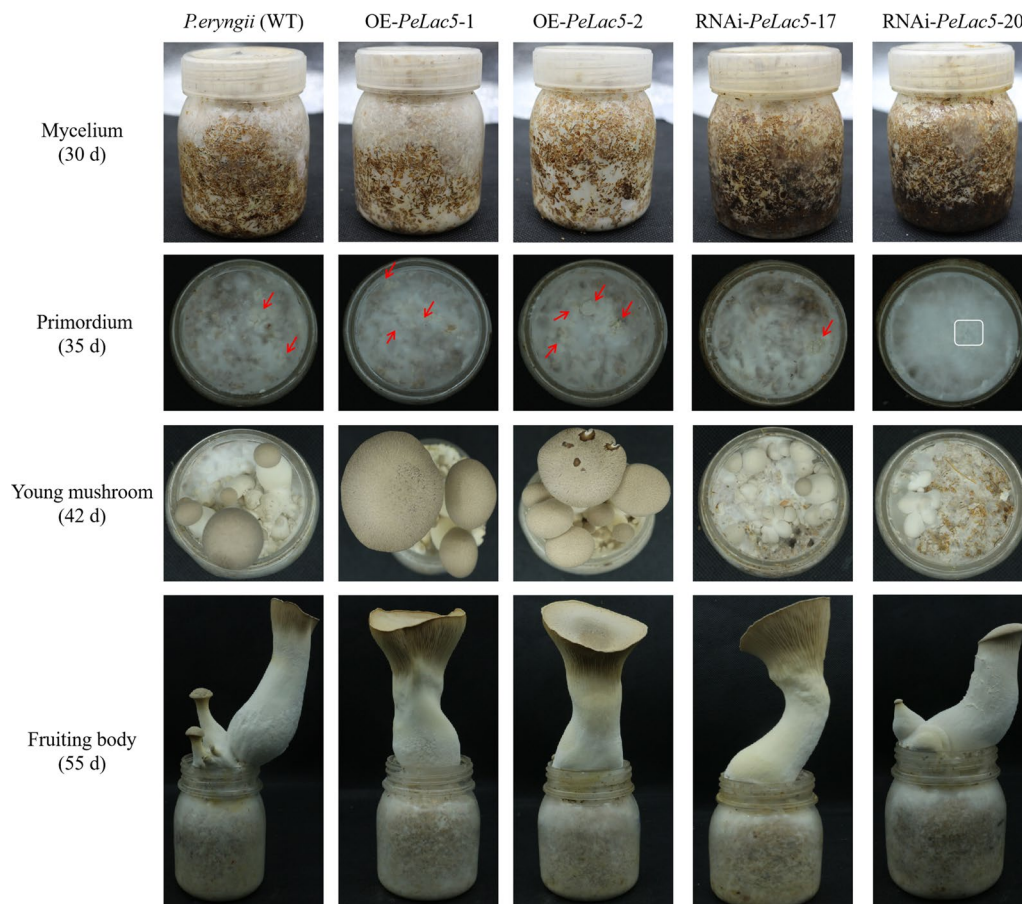 P.eryngii (WT) OE-PeLac5-1 OE-PeLac5-2 RNAi-PeLac5-17 RNAi-PeLac5-20
Mycelium
(30 d)
Primordium
(35 d)
Young mushroom
(42 d)
Fruiting body
(55 d)